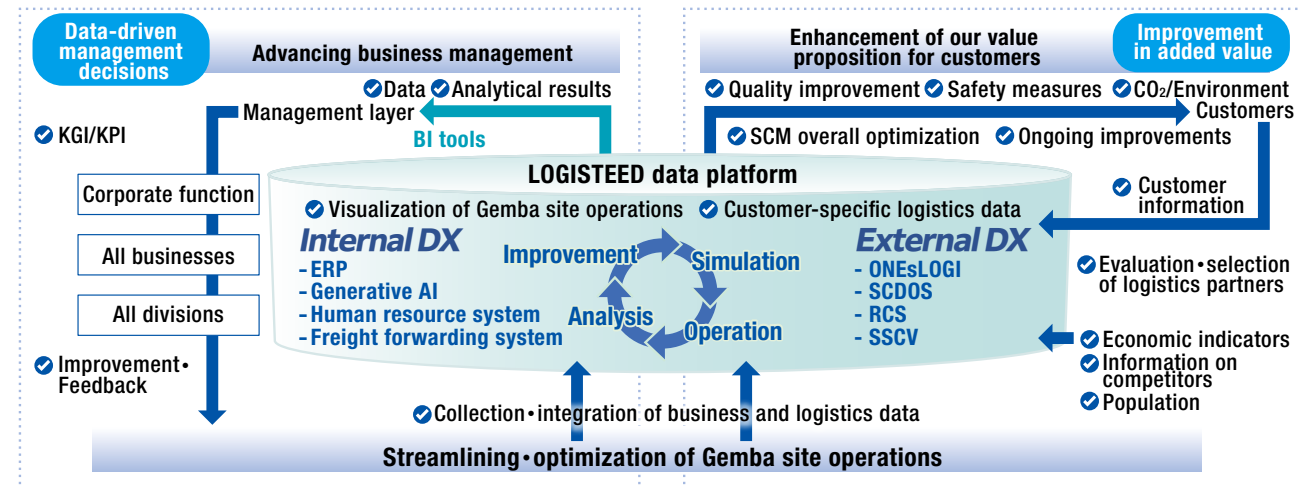 Data-driven
management
decisions
Advancing business management
Enhancement of our value
proposition for customers
Improvement
in added value
Data Analytical results
Management layer
BI tools
KGI/KPI
Corporate function
All businesses
All divisions
Improvement•
Feedback
Quality improvement Safety measures CO₂/Environment
Customers
SCM overall optimization Ongoing improvements
Customer
information
LOGISTEED data platform
Visualization of Gemba site operations Customer-specific logistics data
Internal DX
- ERP
- Generative AI
- Human resource system
- Freight forwarding system
Improvement
Simulation
Analysis
Operation
External DX
- ONEsLOGI
- SCDOS
- RCS
- SSCV
Evaluation•selection
of logistics partners
Economic indicators
Information on
competitors
Population
Collection•integration of business and logistics data
Streamlining•optimization of Gemba site operations